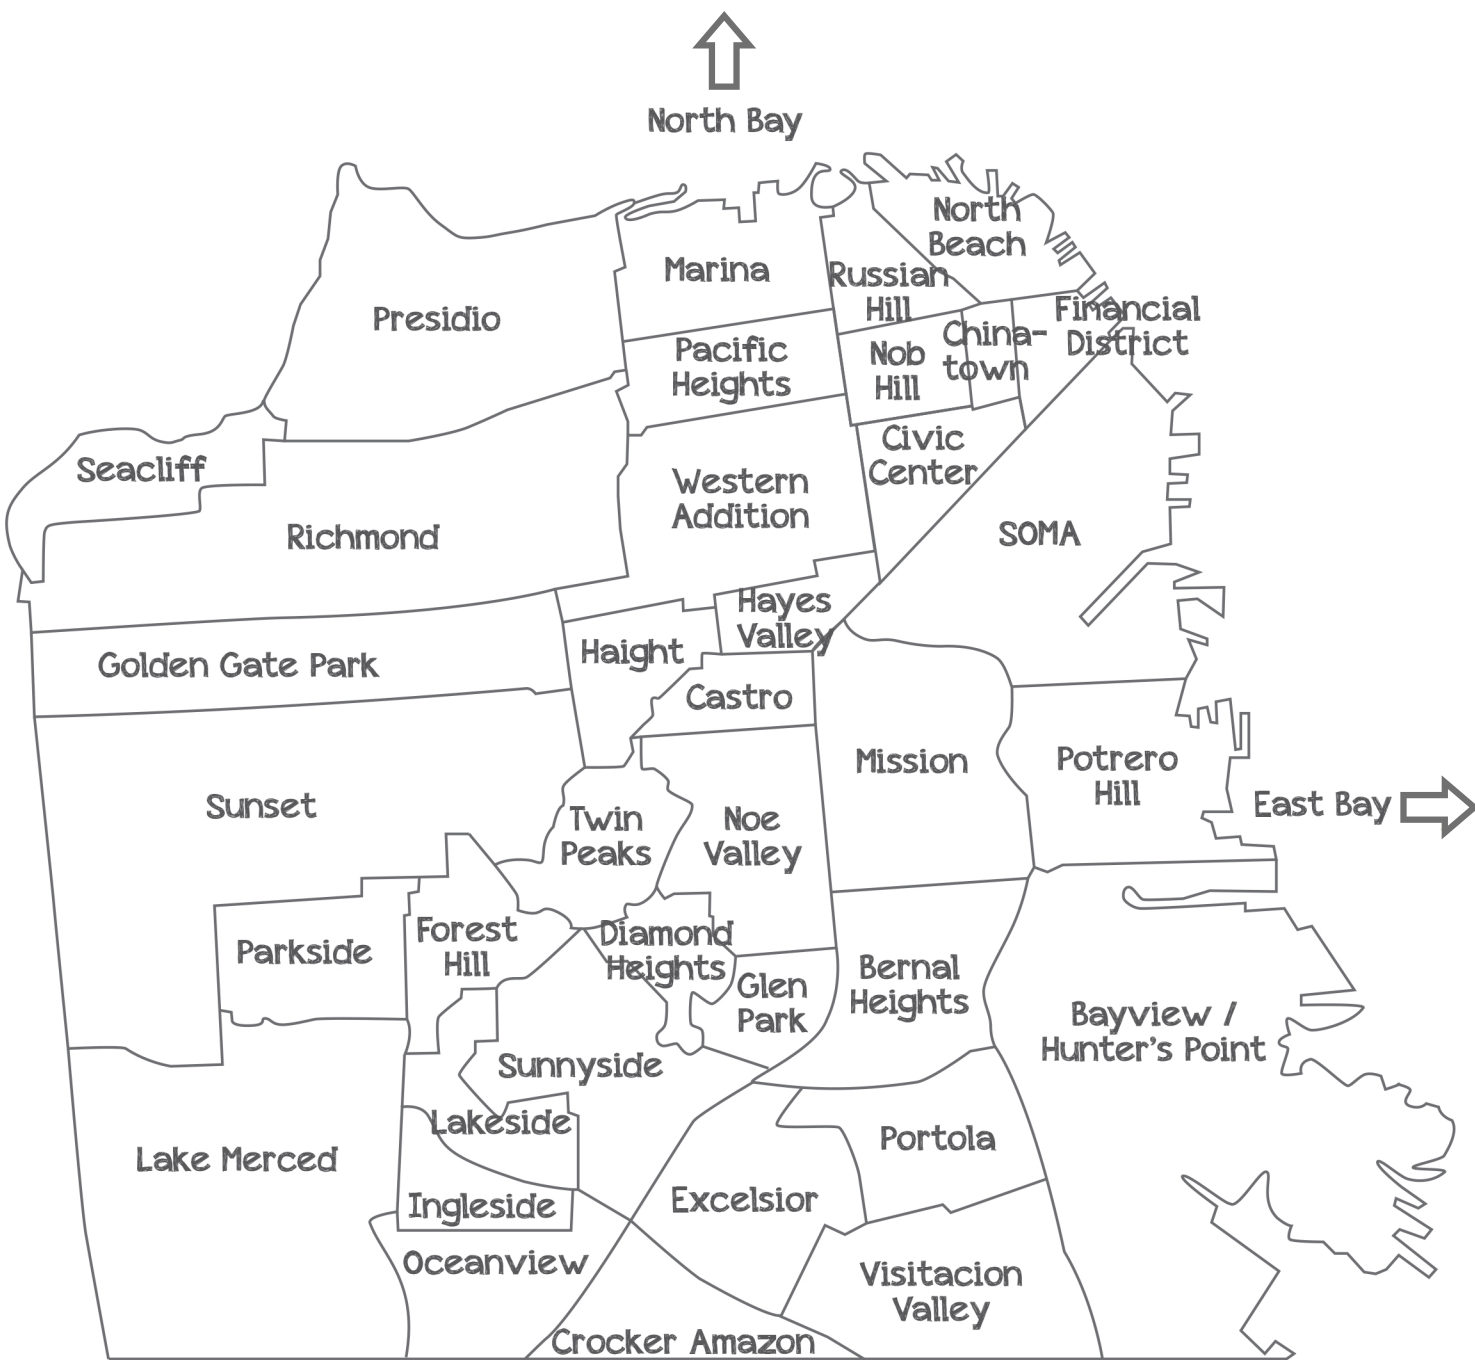 North Bay
North
Beach
Marina
Russian
Hill
Presidio
Financial
District
Pacific
Heights
Nob
Hill
China-
town
Seacliff
Civic
Center
Western
Addition
Richmond
SOMA
Hayes
Valley
Golden Gate Park
Haight
Castro
Mission
Potrero
Hill
East Bay
Sunset
Twin
Peaks
Noe
Valley
Parkside
Forest
Hill
Diamond
Heights
Glen
Park
Bernal
Heights
Bayview /
Hunter's Point
Sunnyside
Lakeside
Portola
Lake Merced
Ingleside
Excelsior
Oceanview
Visitacion
Valley
Crocker Amazon